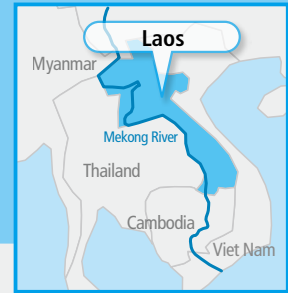 Laos
Myanmar
Mekong River
Thailand
Cambodia
Viet Nam